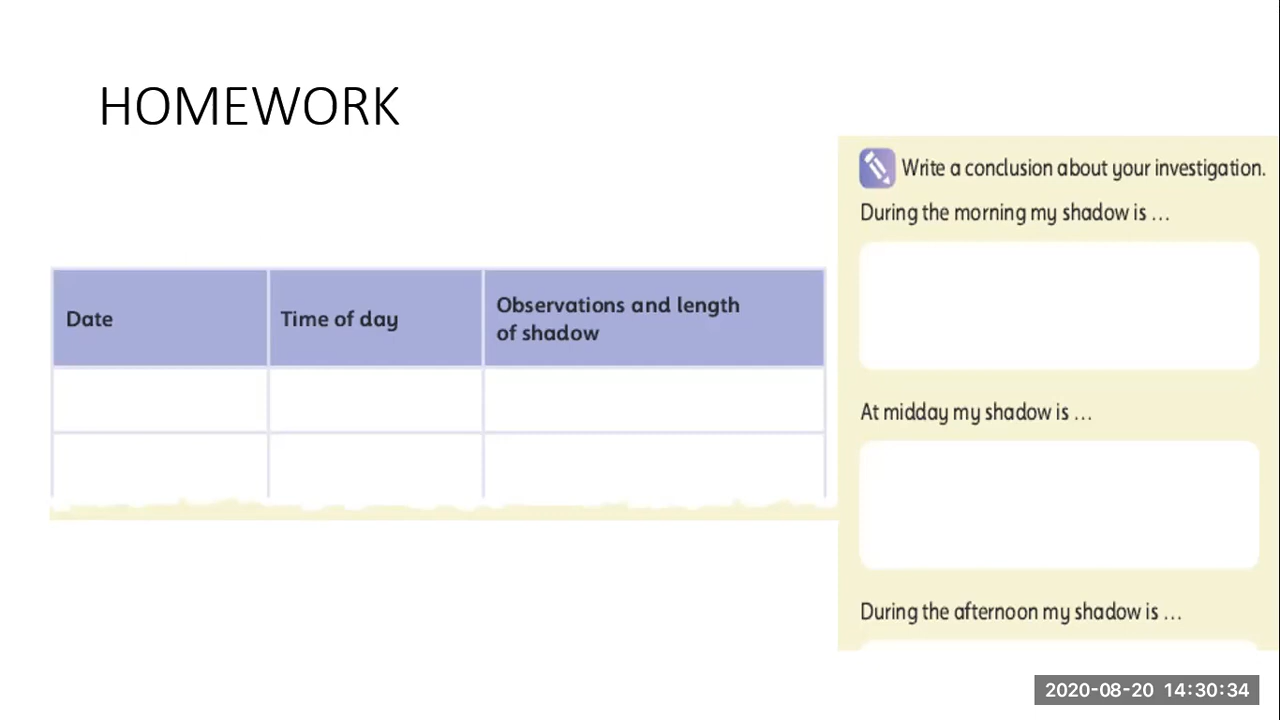 HOMEWORK
Date
Time of day
Observations and length
of shadow
Write a conclusion about your investigation.
During the morning my shadow is ...
At midday my shadow is ...
During the afternoon my shadow is ...
2020-08-20 14:30:34